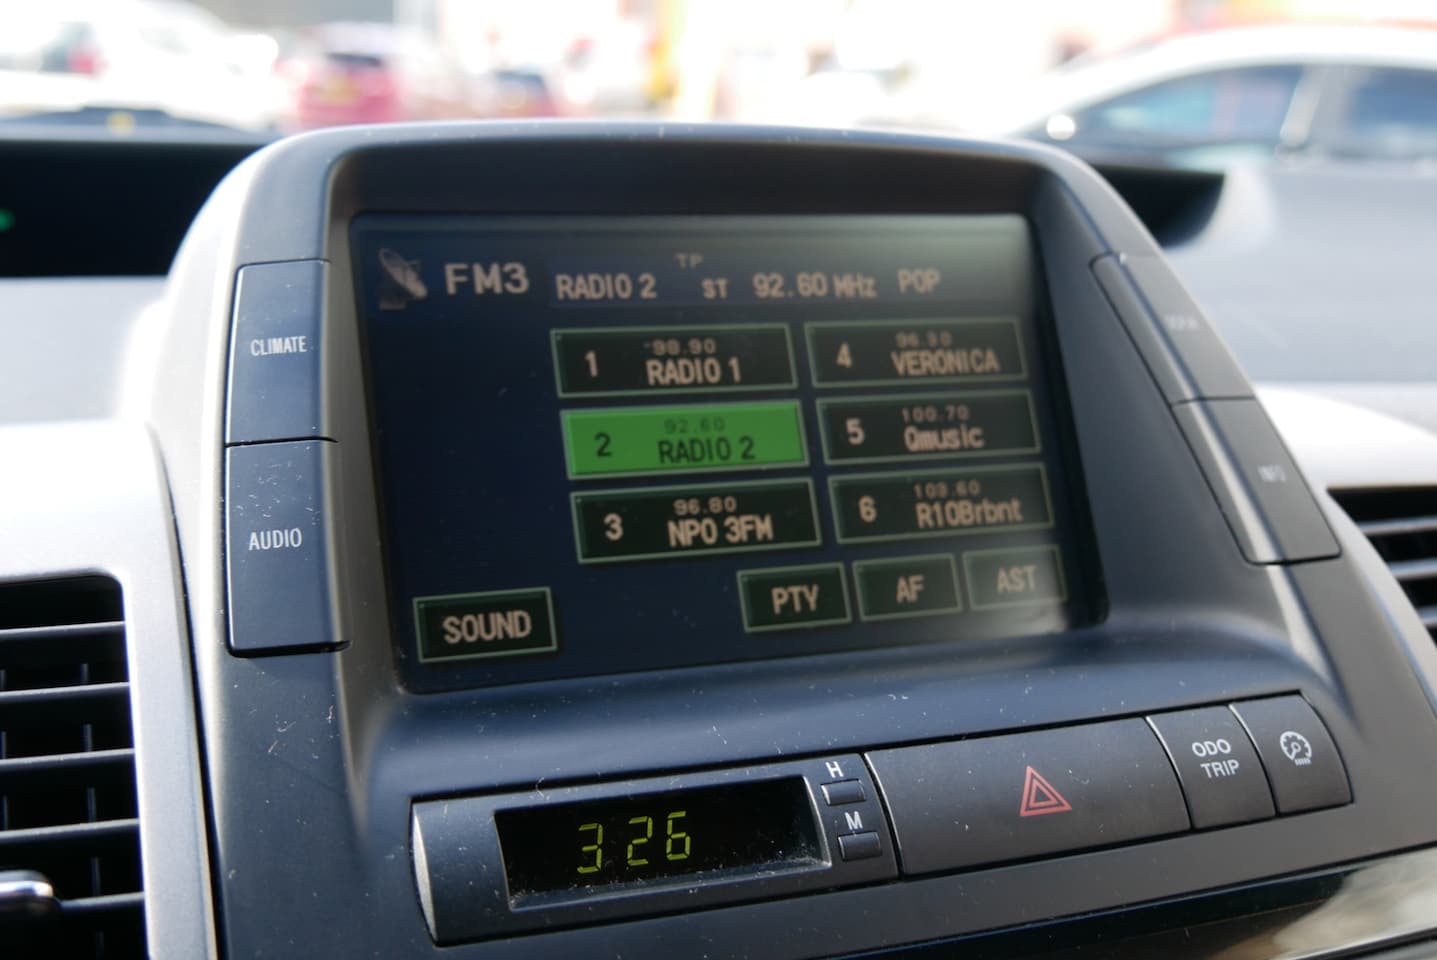 FM3 RADIO 2 TP ST 92.60 MHz POP
CLIMATE
AUDIO
1 98.90 RADIO 1
4 96.30 VERONICA
2 92.60 RADIO 2
5 100.70 Qmusic
3 96.80 NPO 3FM
6 103.60 R10Brbnt
INFO
SOUND
PTY
AF
AST
H
M
3 26
ODO
TRIP